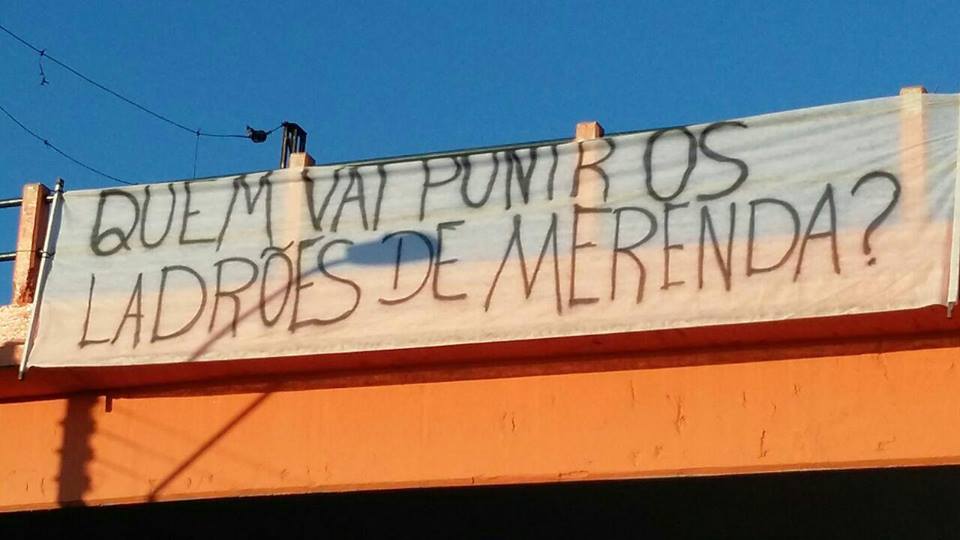 QUEM VAI PUNIR OS
LADRÕES DE MERENDA?